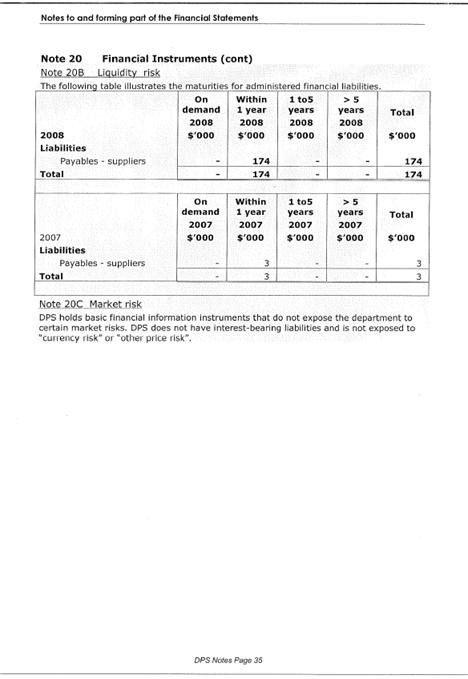 Notes to and forming part of the Financial Statements
Note 20 Financial Instruments (cont)
Note 20B Liquidity risk
The following table illustrates the maturities for administered financial liabilities.
On Within 1 to5 > 5
demand 1 year years years Total
2008 2008 2008 2008
2008 $'000 $'000 $'000 $'000 $'000
Liabilities
Payables - suppliers - 174 - - 174
Total - 174 - - 174
On Within 1 to5 > 5
demand 1 year years years Total
2007 2007 2007 2007
2007 $'000 $'000 $'000 $'000 $'000
Liabilities
Payables - suppliers - 3 - - 3
Total - 3 - - 3
Note 20C Market risk
DPS holds basic financial information instruments that do not expose the department to
certain market risks. DPS does not have interest-bearing liabilities and is not exposed to
"currency risk" or "other price risk".
DPS Notes Page 35